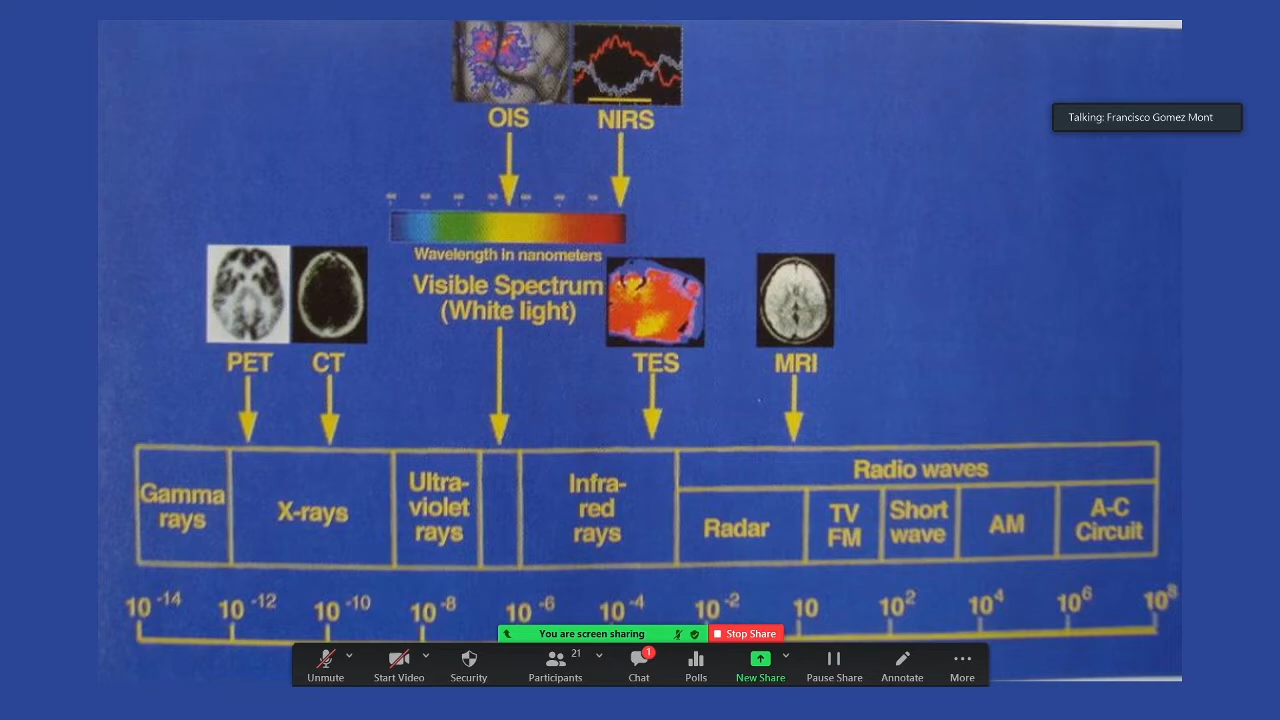 OIS
NIRS
Talking: Francisco Gomez Mont
Wavelength in nanometers
Visible Spectrum
(White light)
PET
CT
TES
MRI
Gamma
rays
X-rays
Ultra-
violet
rays
Infra-
red
rays
Radio waves
Radar
TV
FM
Short
wave
AM
A-C
Circuit
10 -14
10 -12
10 -10
10 -8
10 -6
10 -4
10 -2
10
10 2
10 4
10 6
10 8
You are screen sharing
Stop Share
Unmute
Start Video
Security
21
Participants
1
Chat
Polls
New Share
Pause Share
Annotate
More